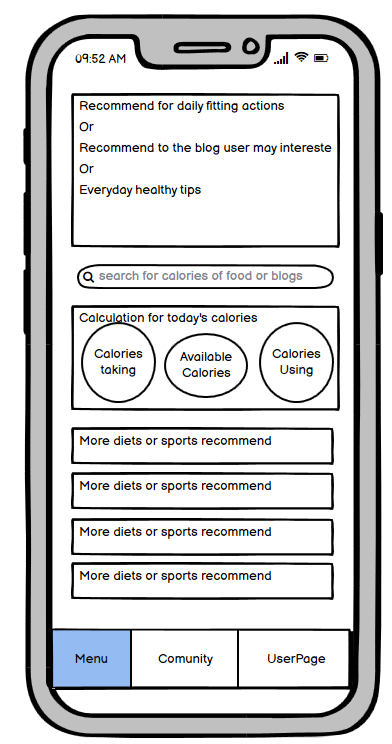 09:52 AM
Recommend for daily fitting actions
Or
Recommend to the blog user may intereste
Or
Everyday healthy tips
search for calories of food or blogs
Calculation for today's calories
Calories
taking
Available
Calories
Calories
Using
More diets or sports recommend
More diets or sports recommend
More diets or sports recommend
More diets or sports recommend
Menu
Comunity
UserPage